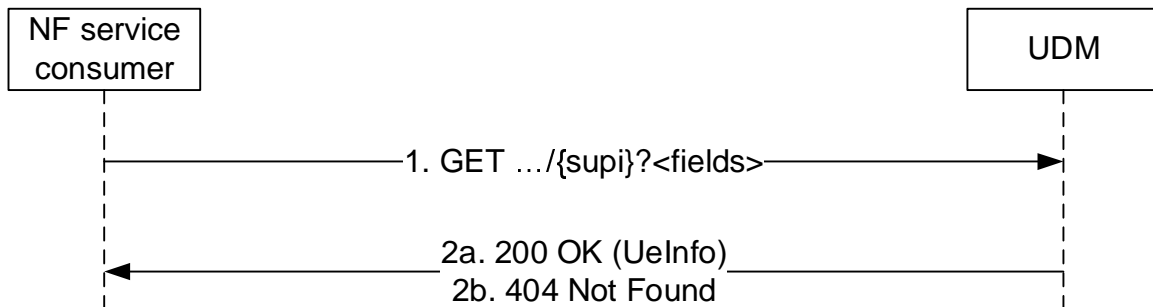 NF service
consumer
UDM
1. GET …/{supi}?<fields>
2a. 200 OK (UeInfo)
2b. 404 Not Found